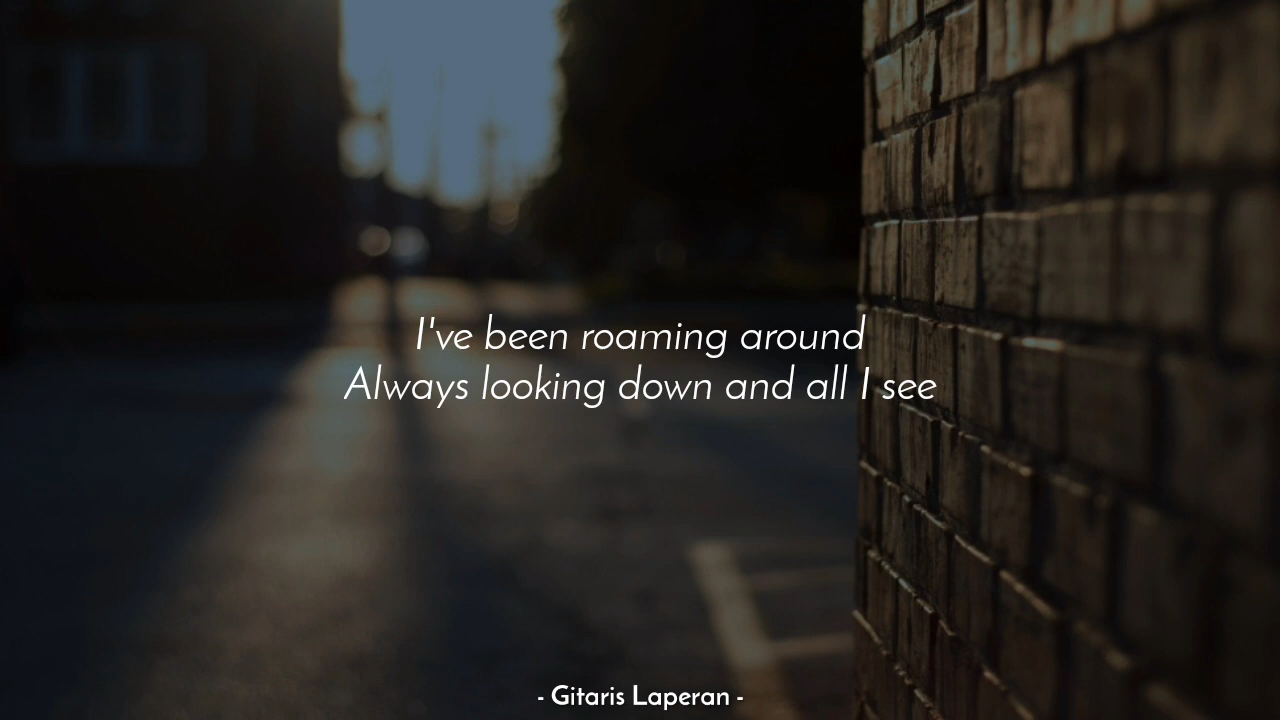 I've been roaming around
Always looking down and all I see
- Gitaris Laperan -